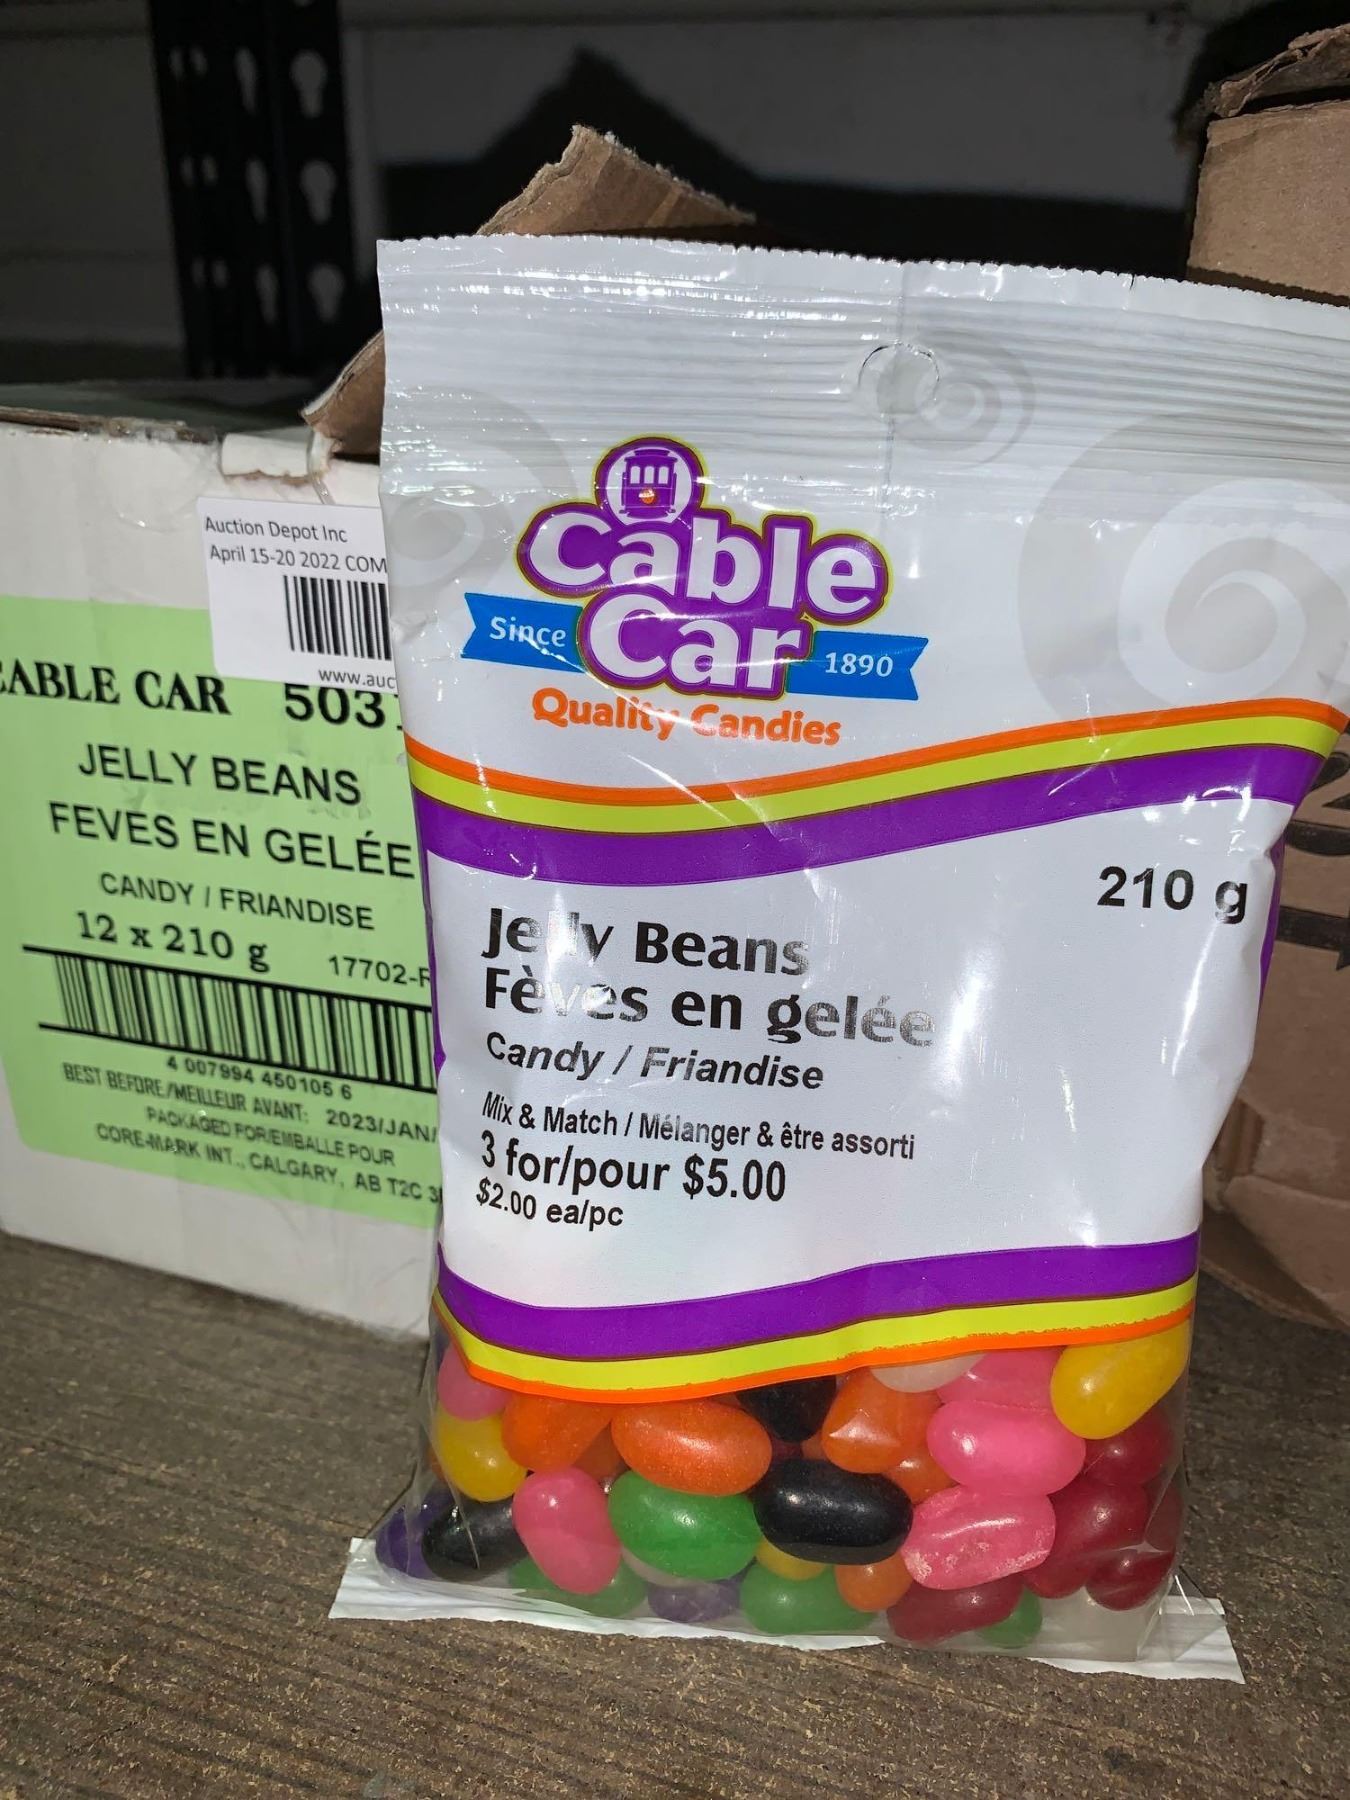 Auction Depot Inc
April 15-20 2022 COM
www.auc
CABLE CAR 503
JELLY BEANS
FEVES EN GELÉE
CANDY / FRIANDISE
12 x 210 g 17702-F
4 007994 450105 6
BEST BEFORE/MEILLEUR AVANT: 2023/JAN/
PACKAGED FOR/EMBALLE POUR
CORE-MARK INT., CALGARY, AB T2C 3
Cable
Car
Since 1890
Quality Candies
210 g
Jelly Beans
Fèves en gelée
Candy / Friandise
Mix & Match / Mélanger & être assorti
3 for/pour $5.00
$2.00 ea/pc